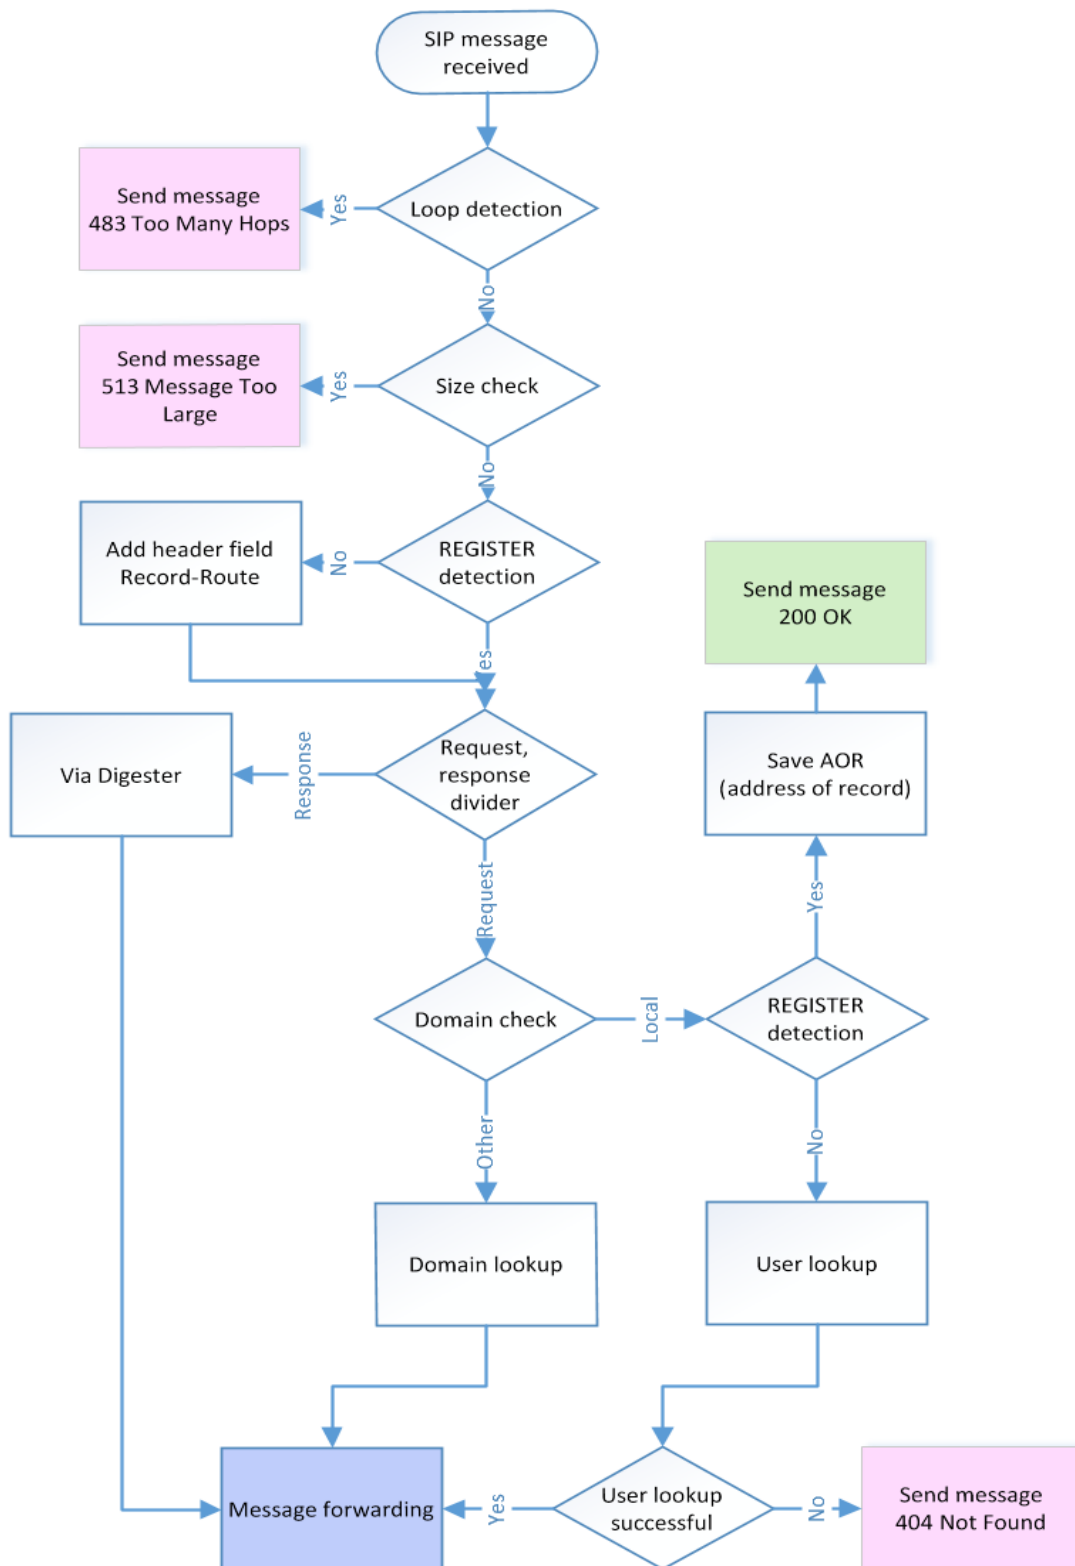 SIP message
received
Loop detection
Yes
Send message
483 Too Many Hops
No
Size check
Yes
Send message
513 Message Too
Large
No
REGISTER
detection
No
Add header field
Record-Route
Yes
Send message
200 OK
Request,
response
divider
Response
Via Digester
Save AOR
(address of record)
Request
Yes
Domain check
Local
REGISTER
detection
Other
No
Domain lookup
User lookup
Message forwarding
Yes
User lookup
successful
No
Send message
404 Not Found